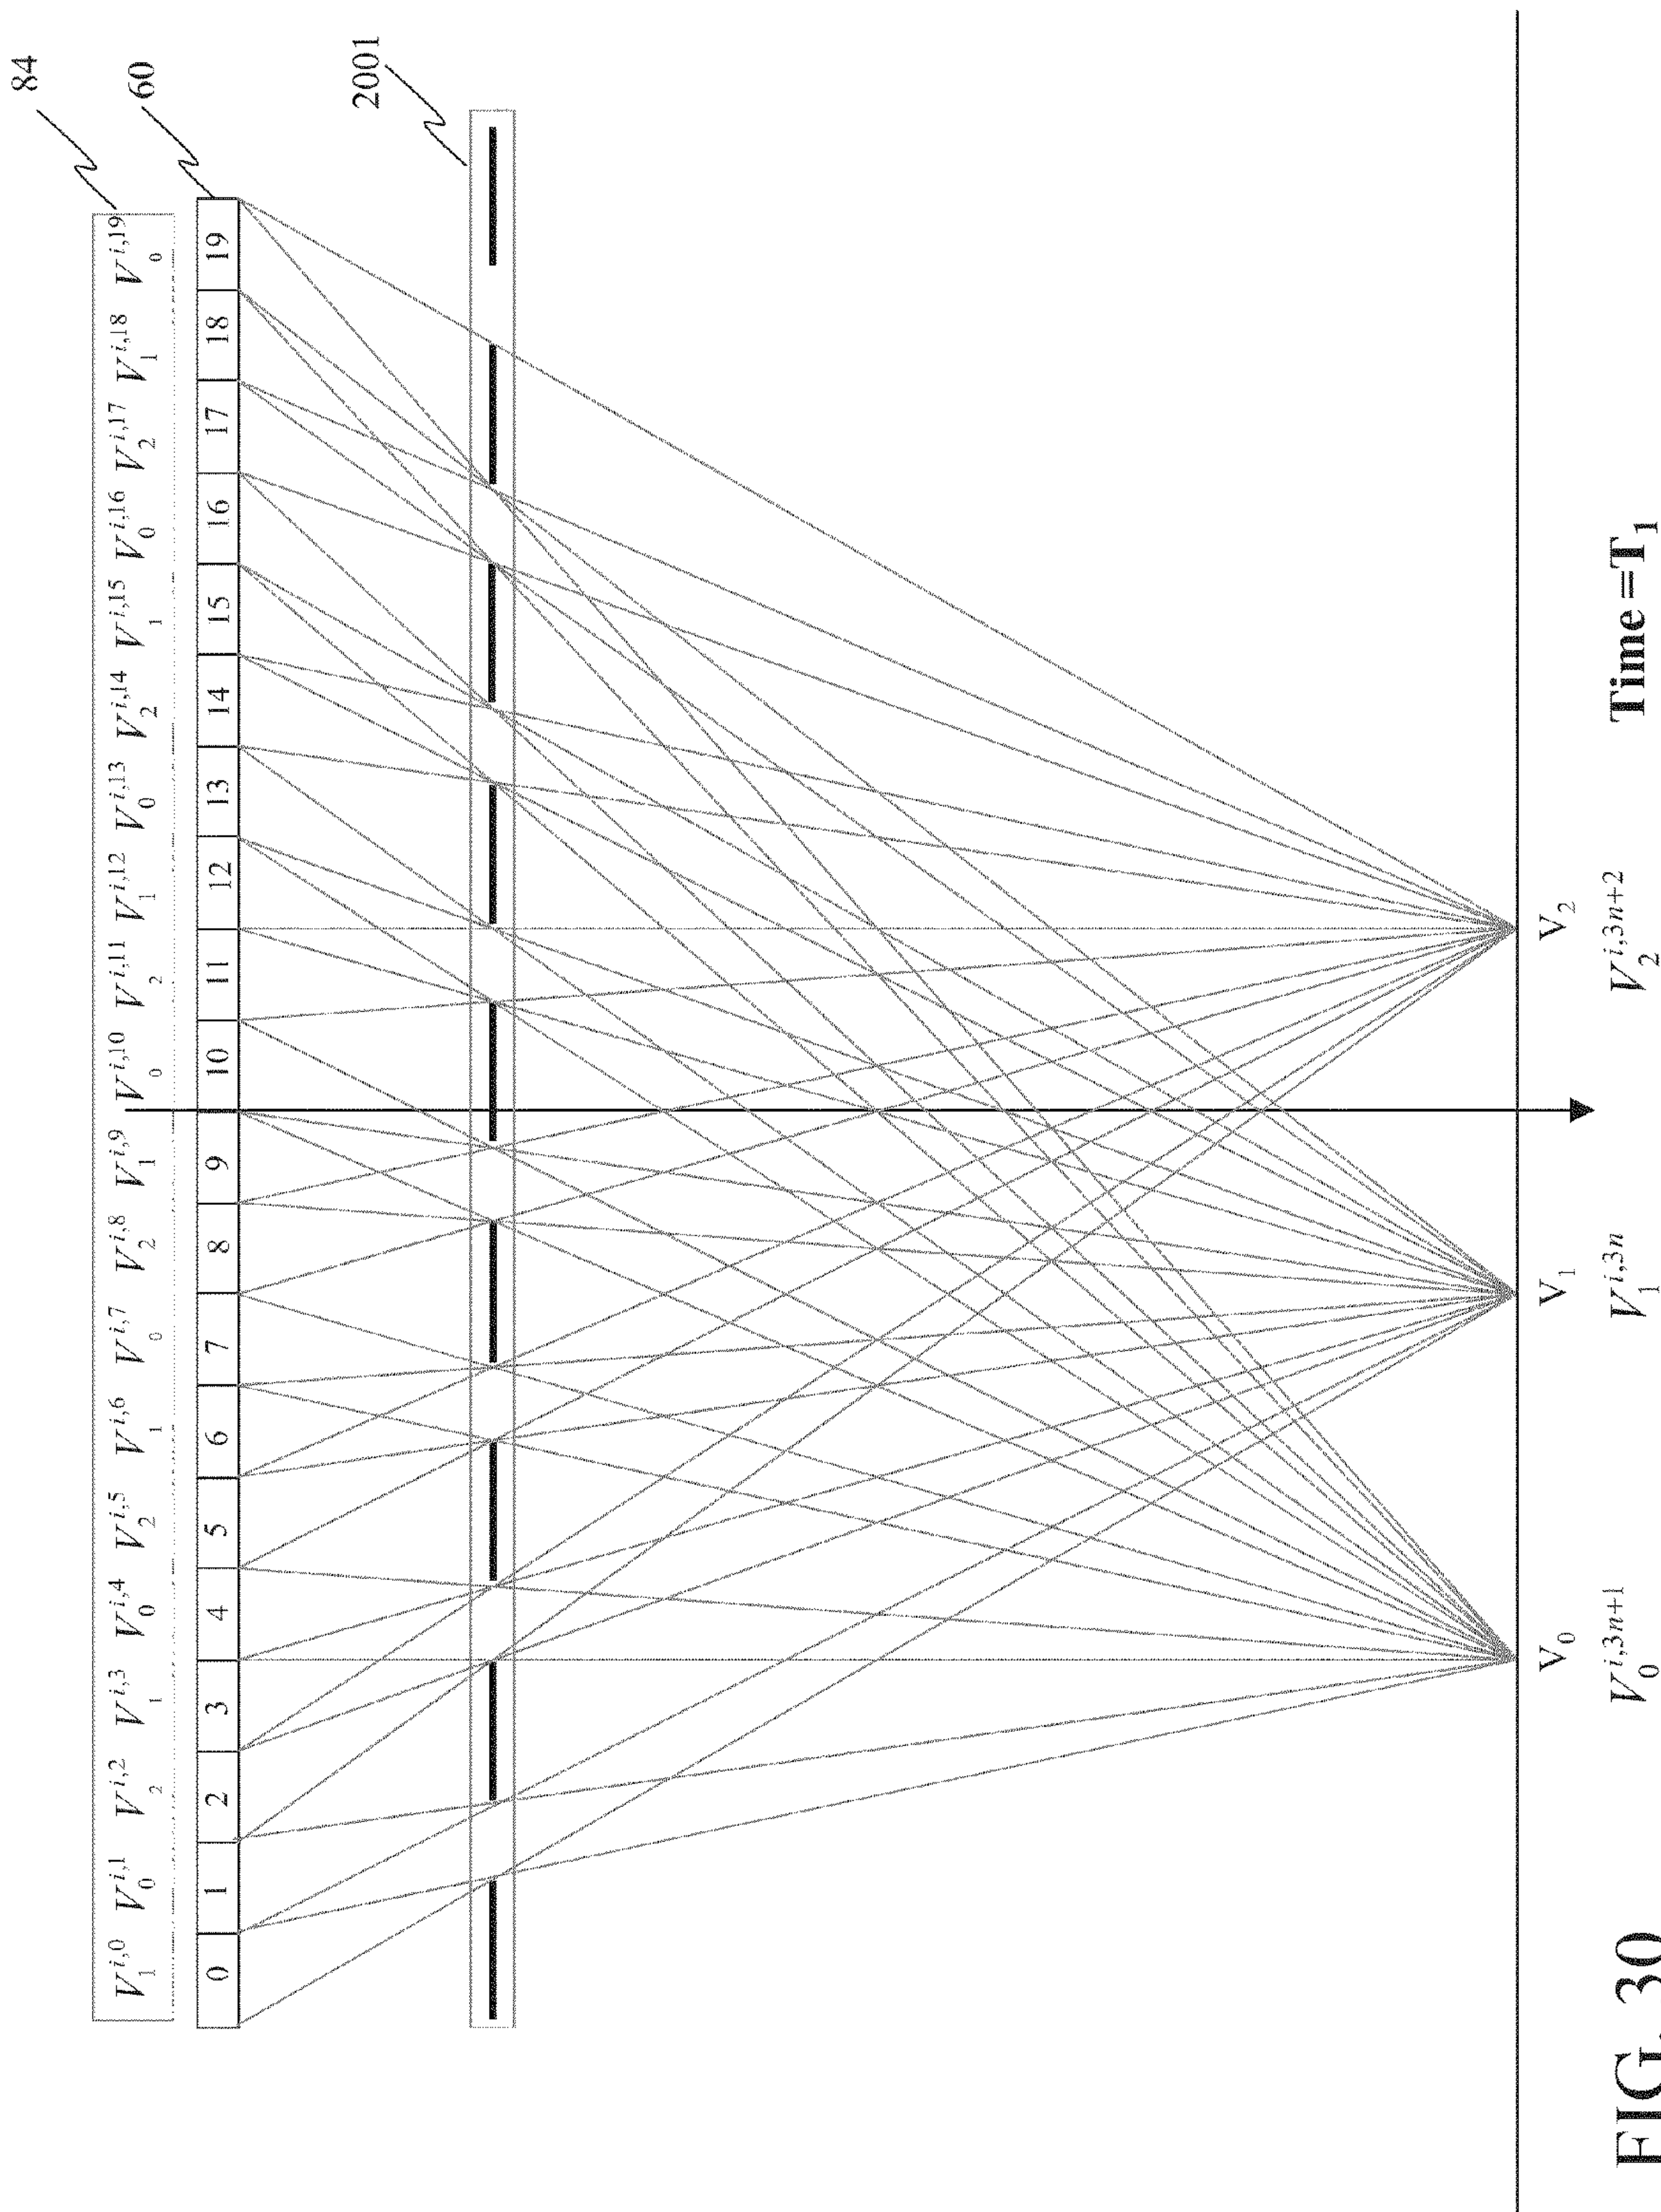 84
V_1^{i,0} V_0^{i,1} V_2^{i,2} V_1^{i,3} V_0^{i,4} V_2^{i,5} V_1^{i,6} V_0^{i,7} V_2^{i,8} V_1^{i,9} V_0^{i,10} V_2^{i,11} V_1^{i,12} V_0^{i,13} V_2^{i,14} V_1^{i,15} V_0^{i,16} V_2^{i,17} V_1^{i,18} V_0^{i,19}
60
0 1 2 3 4 5 6 7 8 9 10 11 12 13 14 15 16 17 18 19
2001
V_0 V_1 V_2
V_0^{i,3n+1} V_1^{i,3n} V_2^{i,3n+2}
Time =T_1
FIG. 30